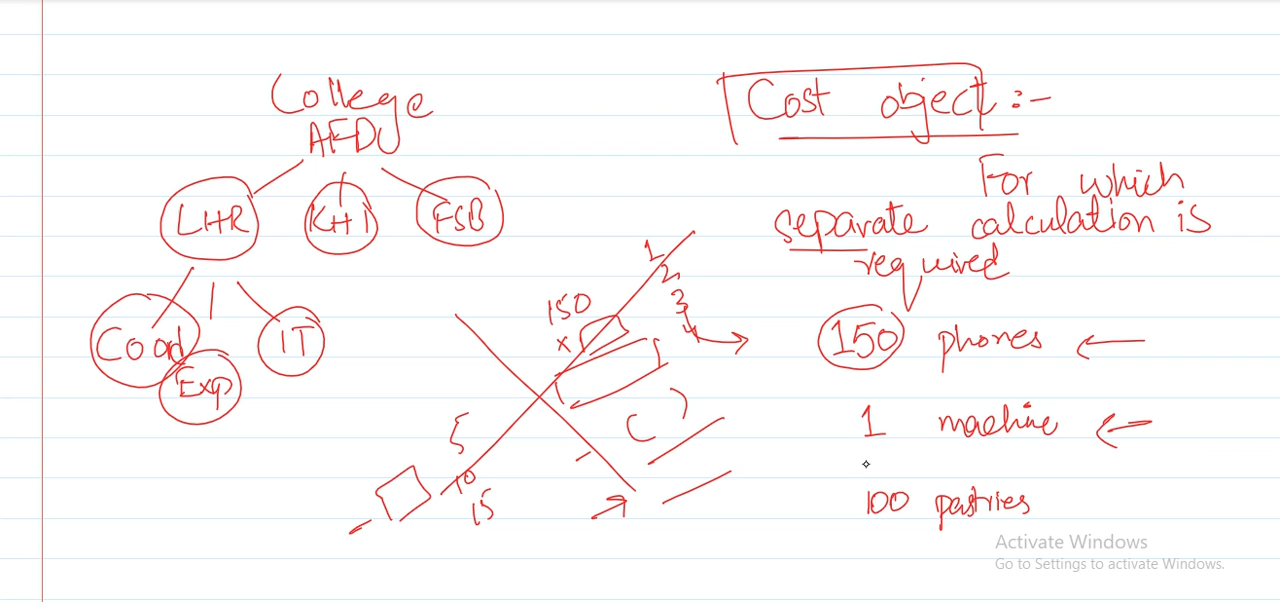 College
LHR
KHI
FSB
Coord
Exp
IT
150
x
1
2
3
4
5
10
15
Cost object :-
For which
separate calculation is
required
150 phones
1 machine
100 pastries
Activate Windows
Go to Settings to activate Windows.